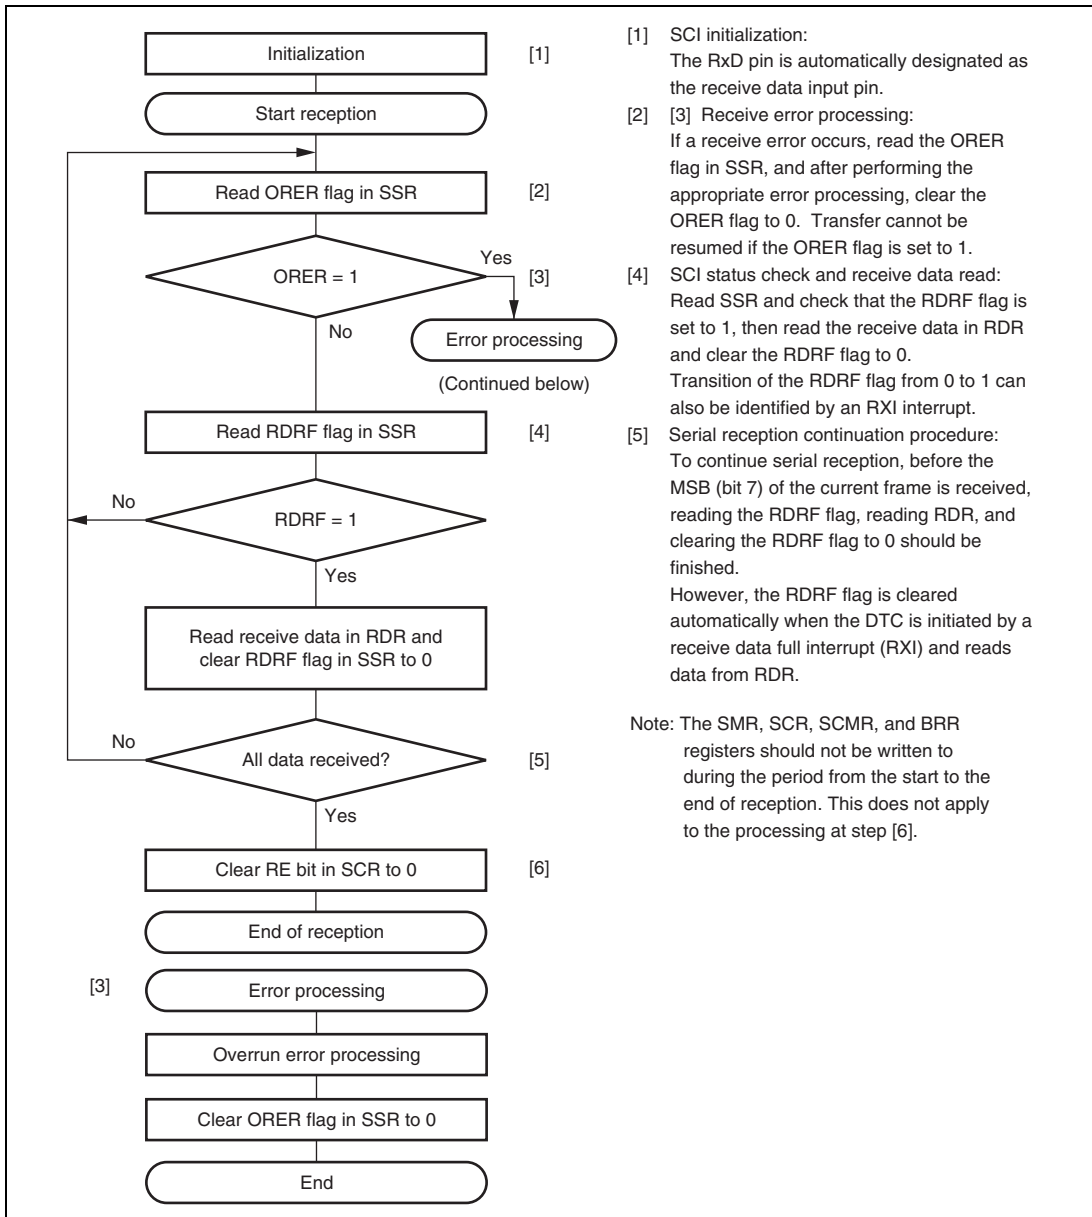 Initialization
[1]
Start reception
Read ORER flag in SSR
[2]
Yes
ORER = 1
[3]
No
Error processing
(Continued below)
Read RDRF flag in SSR
[4]
No
RDRF = 1
Yes
Read receive data in RDR and
clear RDRF flag in SSR to 0
No
All data received?
[5]
Yes
Clear RE bit in SCR to 0
[6]
End of reception
[3]
Error processing
Overrun error processing
Clear ORER flag in SSR to 0
End
[1] SCI initialization:
The RxD pin is automatically designated as
the receive data input pin.
[2] [3] Receive error processing:
If a receive error occurs, read the ORER
flag in SSR, and after performing the
appropriate error processing, clear the
ORER flag to 0. Transfer cannot be
resumed if the ORER flag is set to 1.
[4] SCI status check and receive data read:
Read SSR and check that the RDRF flag is
set to 1, then read the receive data in RDR
and clear the RDRF flag to 0.
Transition of the RDRF flag from 0 to 1 can
also be identified by an RXI interrupt.
[5] Serial reception continuation procedure:
To continue serial reception, before the
MSB (bit 7) of the current frame is received,
reading the RDRF flag, reading RDR, and
clearing the RDRF flag to 0 should be
finished.
However, the RDRF flag is cleared
automatically when the DTC is initiated by a
receive data full interrupt (RXI) and reads
data from RDR.
Note: The SMR, SCR, SCMR, and BRR
registers should not be written to
during the period from the start to the
end of reception. This does not apply
to the processing at step [6].